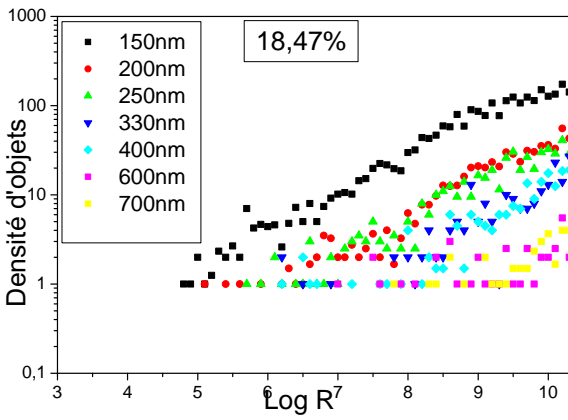 1000
100
10
1
0,1
Densité d'objets
150nm
200nm
250nm
330nm
400nm
600nm
700nm
18,47%
3 4 5 6 7 8 9 10
Log R